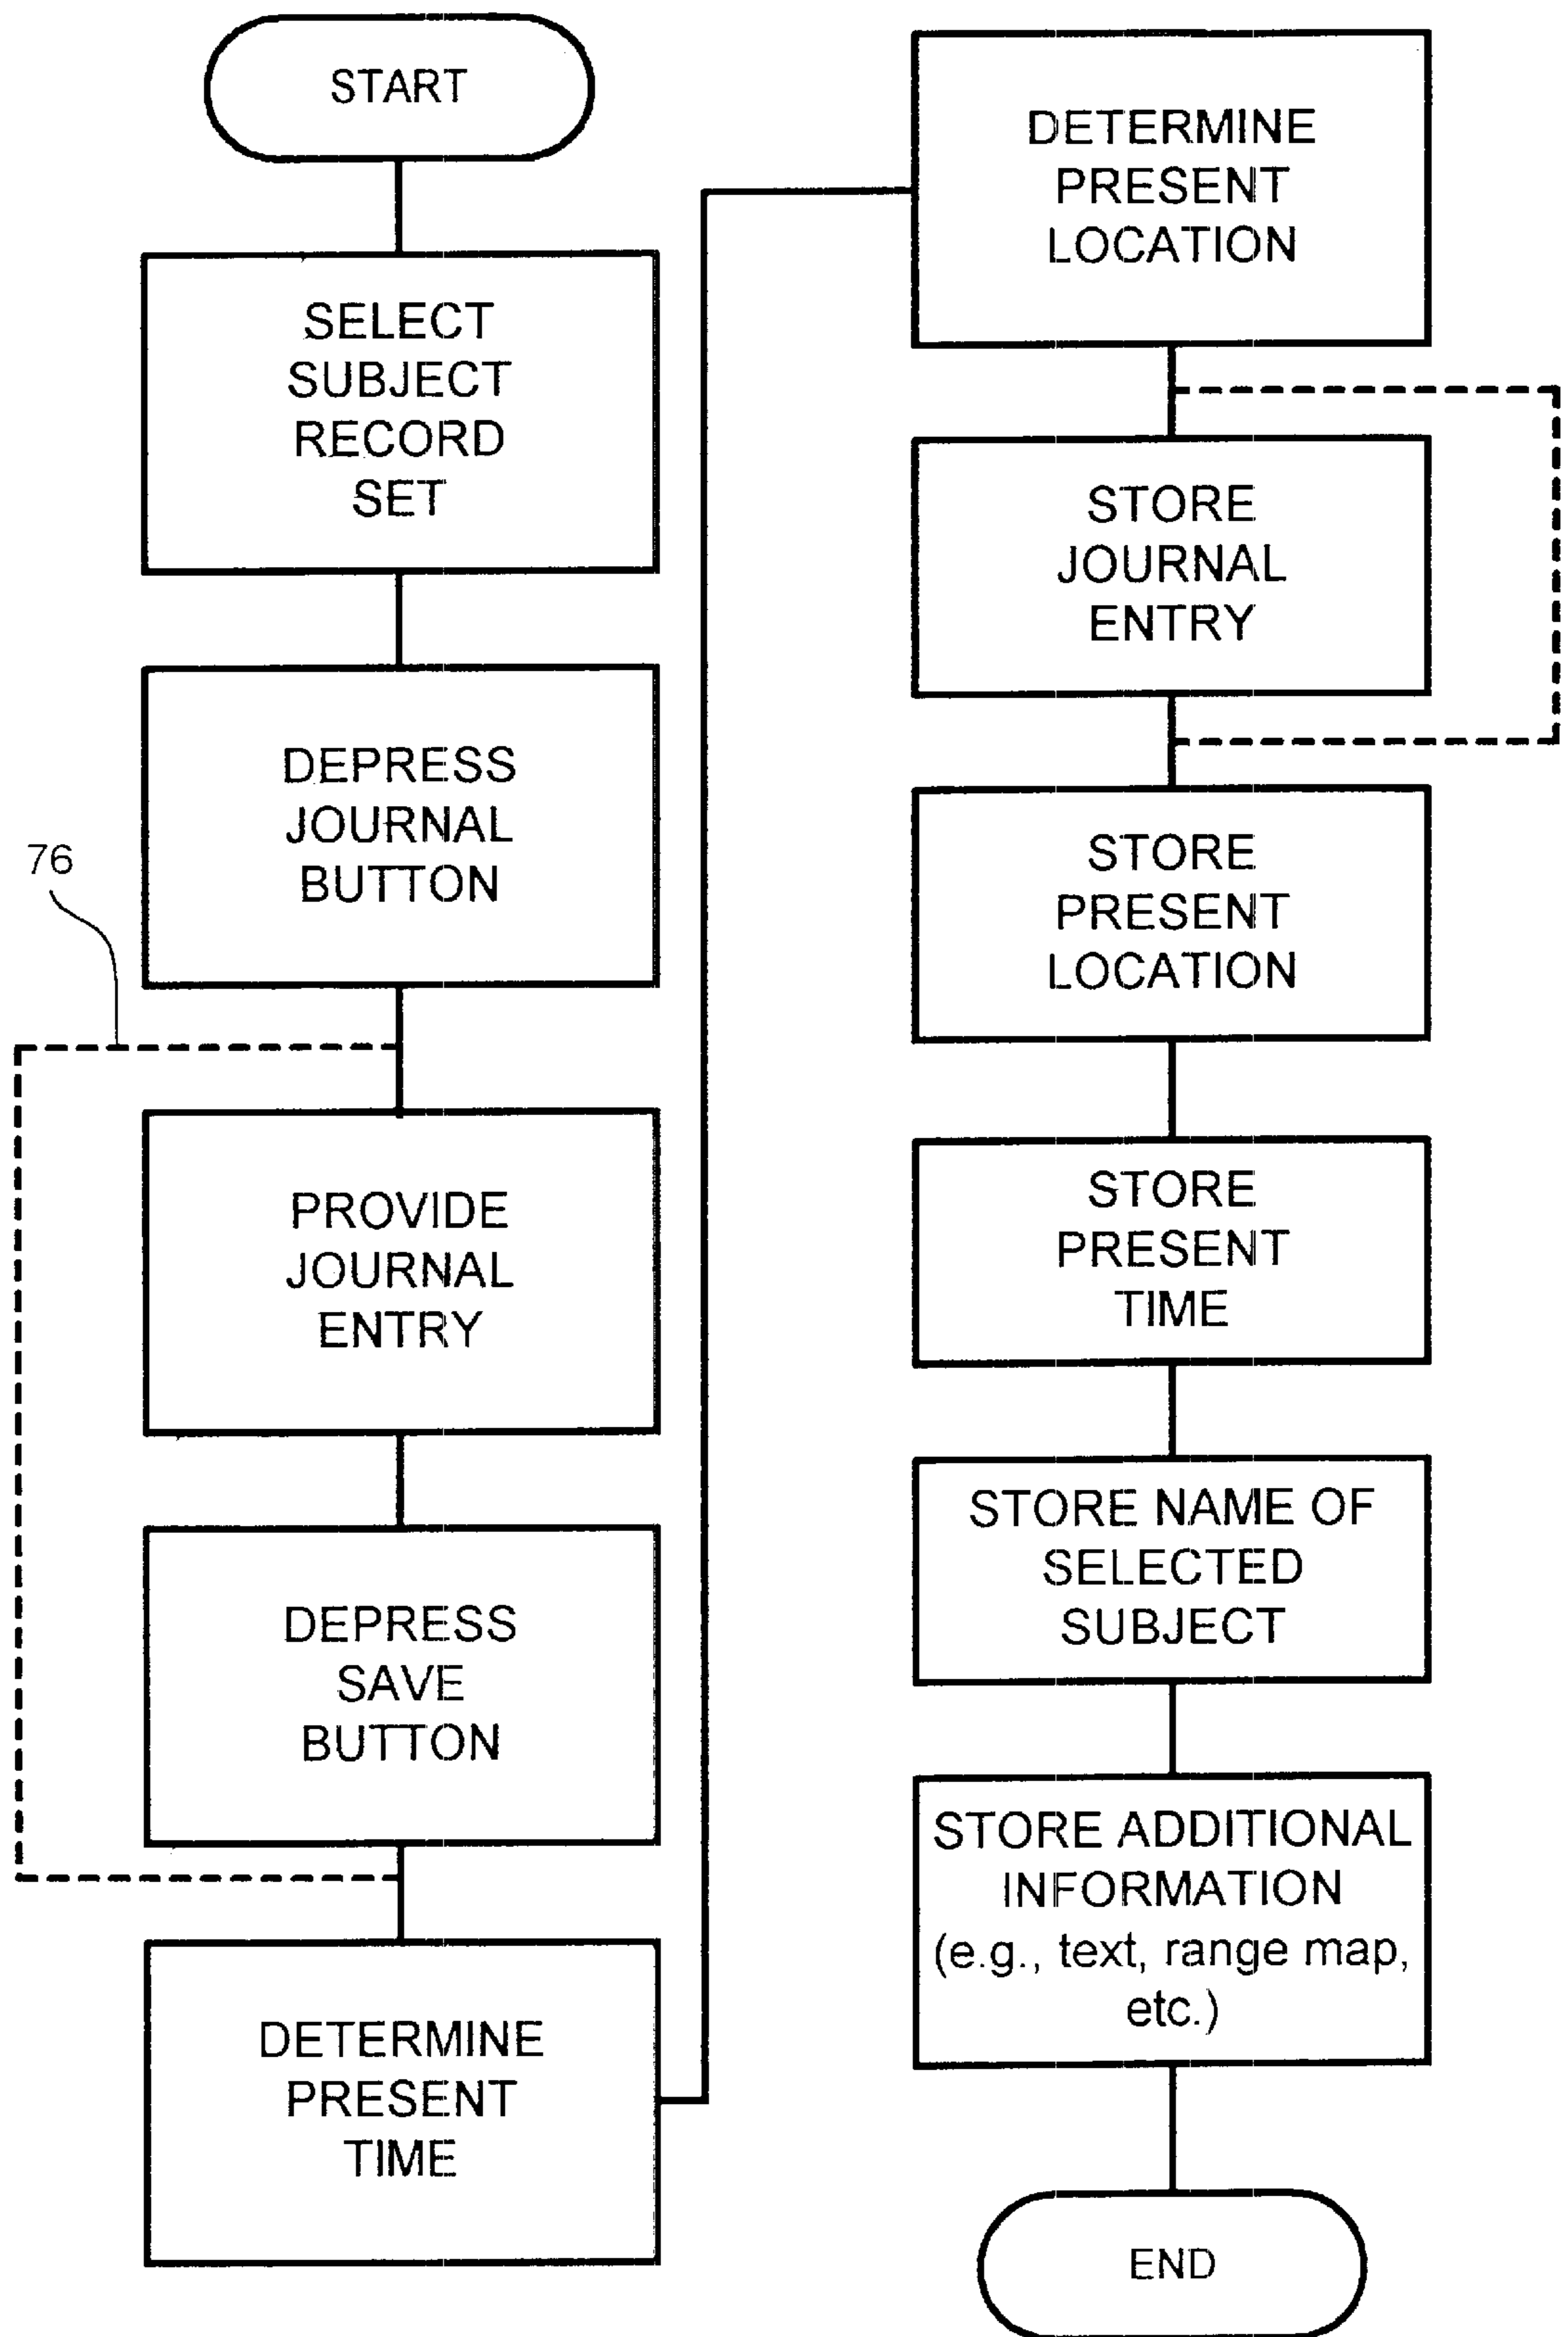 START
SELECT
SUBJECT
RECORD
SET
DEPRESS
JOURNAL
BUTTON
76
PROVIDE
JOURNAL
ENTRY
DEPRESS
SAVE
BUTTON
DETERMINE
PRESENT
TIME
DETERMINE
PRESENT
LOCATION
STORE
JOURNAL
ENTRY
STORE
PRESENT
LOCATION
STORE
PRESENT
TIME
STORE NAME OF
SELECTED
SUBJECT
STORE ADDITIONAL
INFORMATION
(e.g., text, range map,
etc.)
END